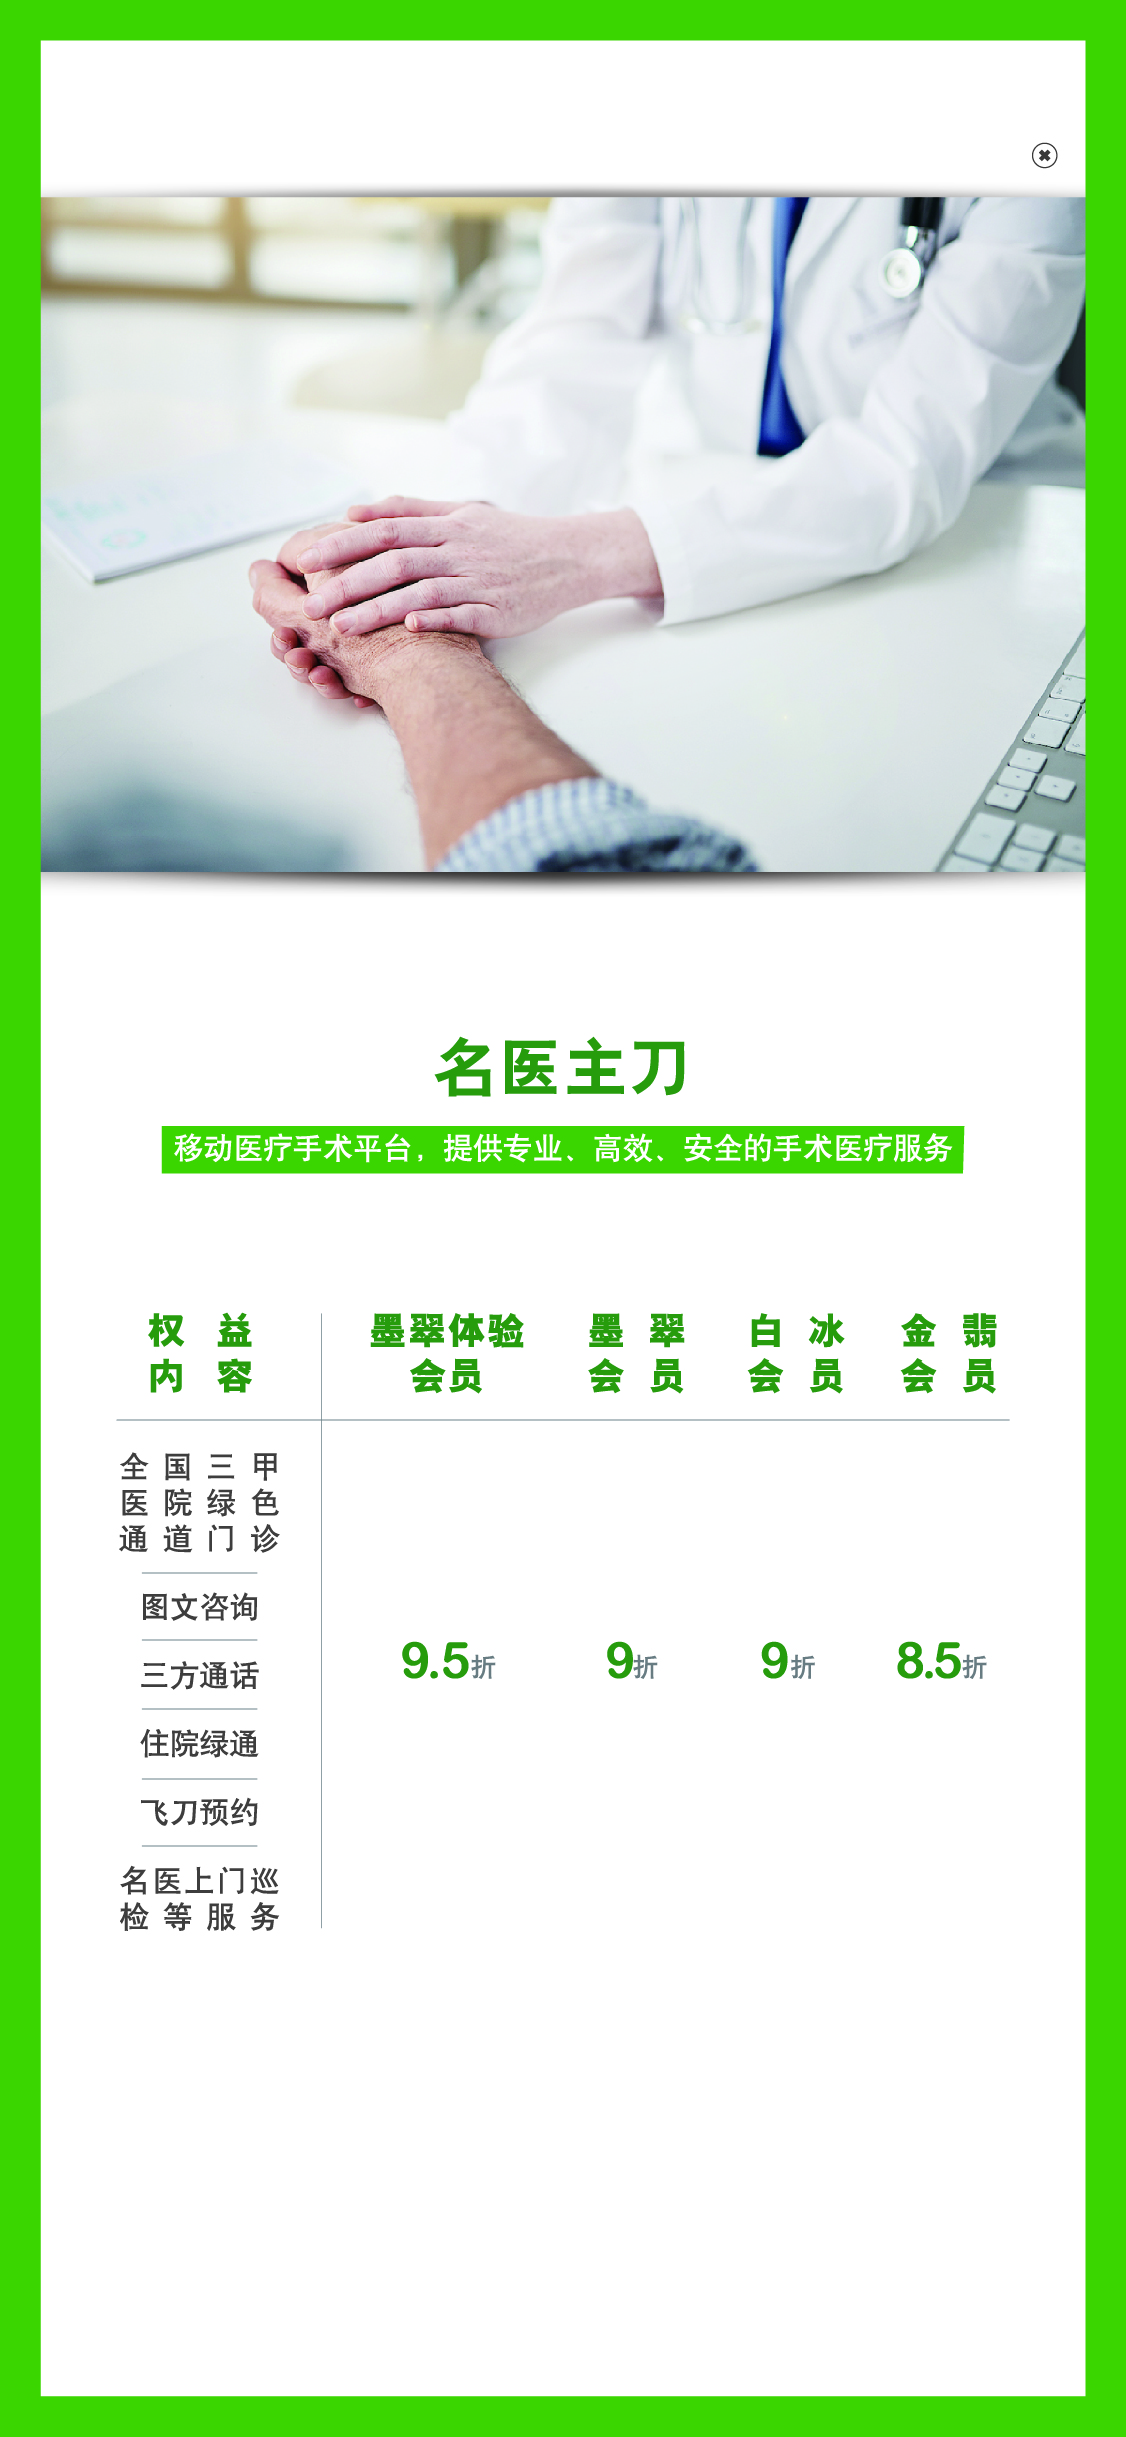 名医主刀
移动医疗手术平台，提供专业、高效、安全的手术医疗服务
权益 墨翠体验 墨翠 白冰 金翡
内容 会员 会员 会员 会员
全国三甲
医院绿色
通道门诊
图文咨询
9.5折 9折 9折 8.5折
三方通话
住院绿通
飞刀预约
名医上门巡
检等服务